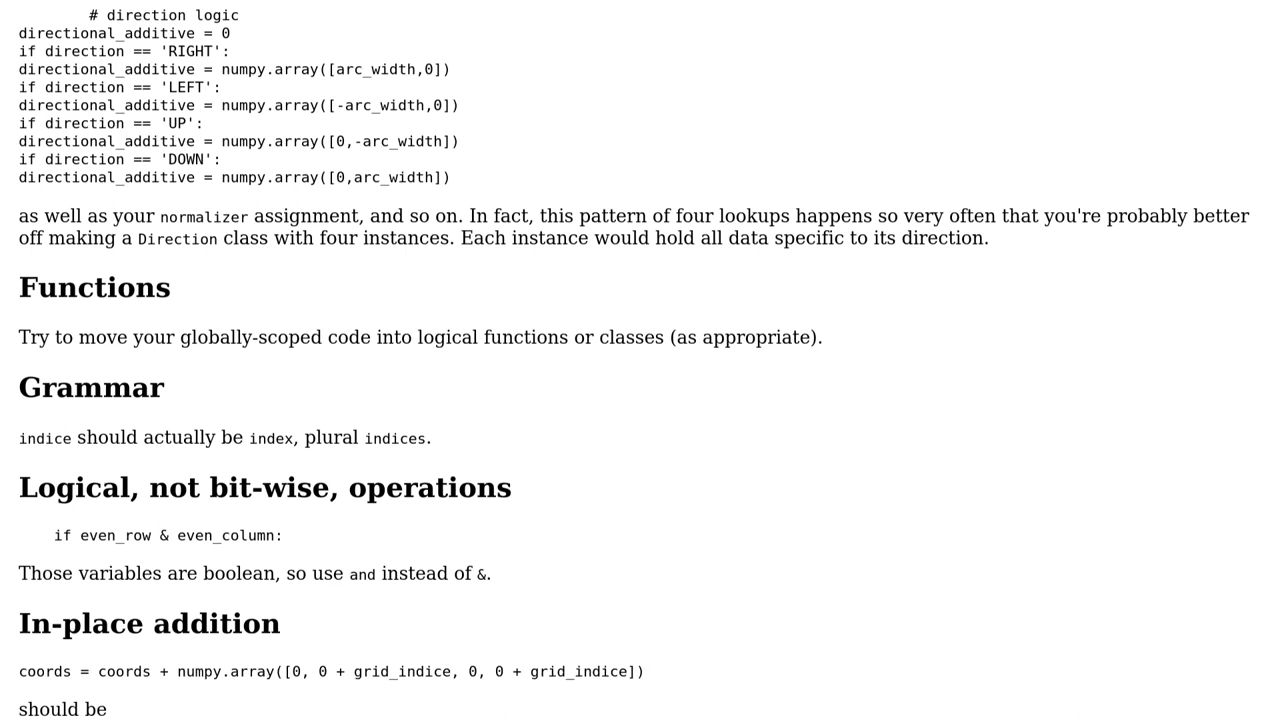 # direction logic
directional_additive = 0
if direction == 'RIGHT':
directional_additive = numpy.array([arc_width,0])
if direction == 'LEFT':
directional_additive = numpy.array([-arc_width,0])
if direction == 'UP':
directional_additive = numpy.array([0,-arc_width])
if direction == 'DOWN':
directional_additive = numpy.array([0,arc_width])
as well as your normalizer assignment, and so on. In fact, this pattern of four lookups happens so very often that you're probably better
off making a Direction class with four instances. Each instance would hold all data specific to its direction.
Functions
Try to move your globally-scoped code into logical functions or classes (as appropriate).
Grammar
indice should actually be index, plural indices.
Logical, not bit-wise, operations
if even_row & even_column:
Those variables are boolean, so use and instead of &.
In-place addition
coords = coords + numpy.array([0, 0 + grid_indice, 0, 0 + grid_indice])
should be